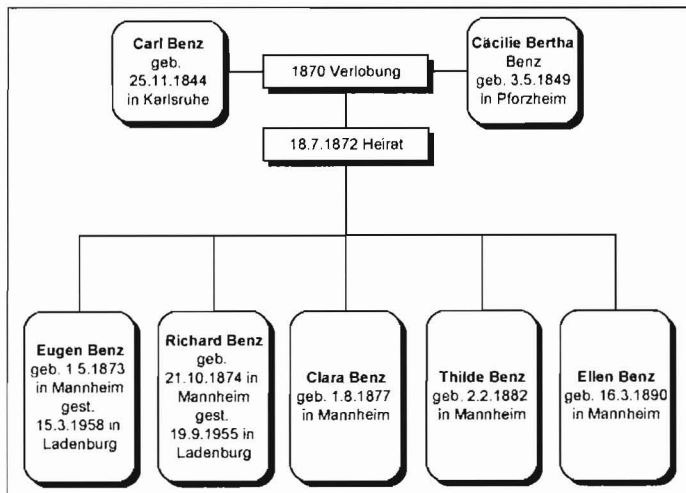 Carl Benz
geb.
25.11.1844
in Karlsruhe
1870 Verlobung
Cäcilie Bertha
Benz
geb. 3.5.1849
in Pforzheim
18.7.1872 Heirat
Eugen Benz
geb. 1 5.1873
in Mannheim
gest.
15.3.1958 in
Ladenburg
Richard Benz
geb.
21.10.1874 in
Mannheim
gest.
19.9.1955 in
Ladenburg
Clara Benz
geb. 1.8.1877
in Mannheim
Thilde Benz
geb. 2.2.1882
in Mannheim
Ellen Benz
geb. 16.3.1890
in Mannheim